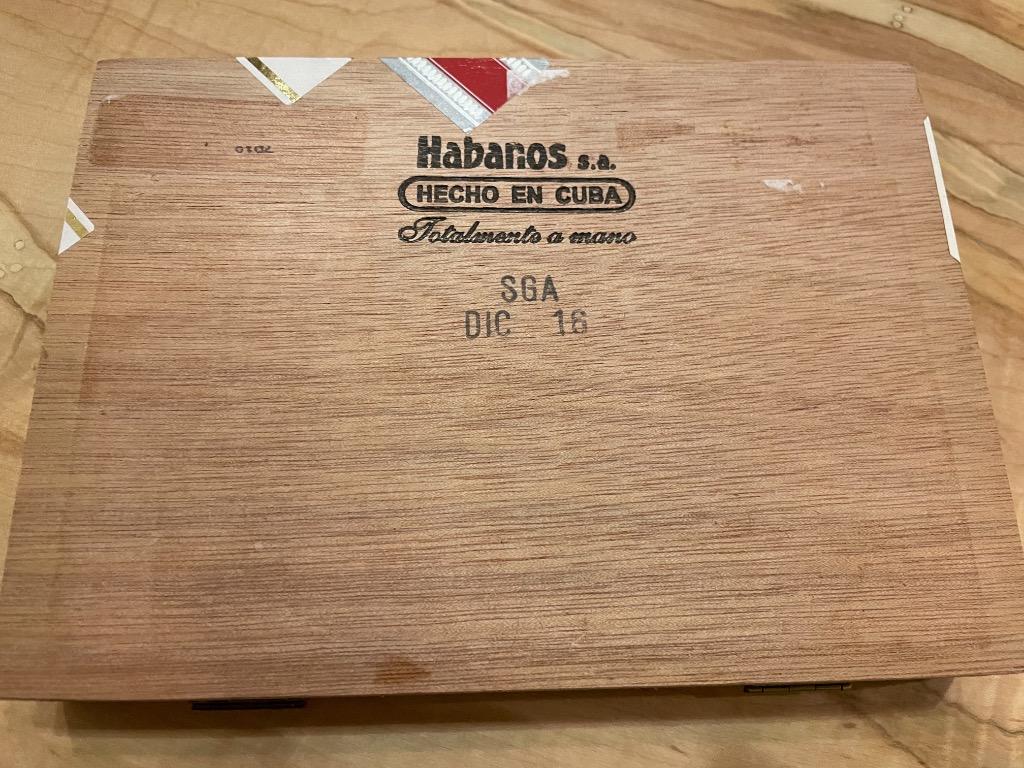 Habanos s.a.
HECHO EN CUBA
Totalmente a mano
SGA
DIC 16